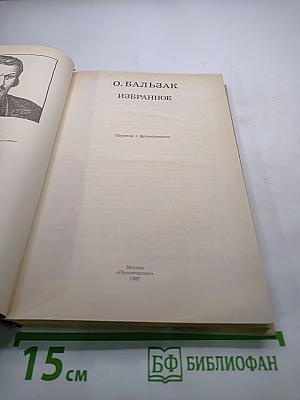 О. БАЛЬЗАК
ИЗБРАННОЕ
Перевод с французского
Москва
«Просвещение»
1987
15 см
БФ БИБЛИОФАН